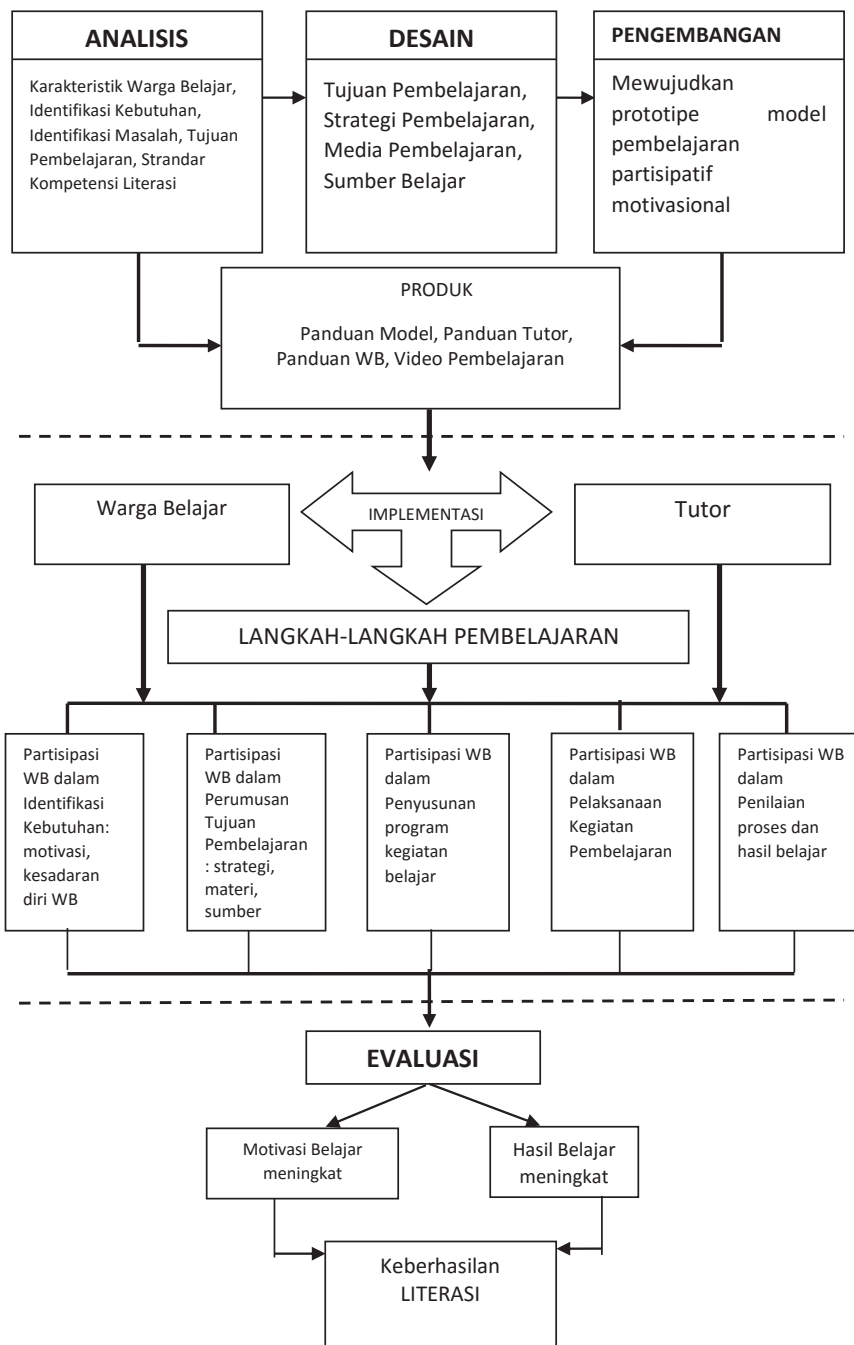 ANALISIS
Karakteristik Warga Belajar,
Identifikasi Kebutuhan,
Identifikasi Masalah, Tujuan
Pembelajaran, Strandar
Kompetensi Literasi
DESAIN
Tujuan Pembelajaran,
Strategi Pembelajaran,
Media Pembelajaran,
Sumber Belajar
PENGEMBANGAN
Mewujudkan
prototipe model
pembelajaran
partisipatif
motivasional
PRODUK
Panduan Model, Panduan Tutor,
Panduan WB, Video Pembelajaran
Warga Belajar
IMPLEMENTASI
Tutor
LANGKAH-LANGKAH PEMBELAJARAN
Partisipasi
WB dalam
Identifikasi
Kebutuhan:
motivasi,
kesadaran
diri WB
Partisipasi
WB dalam
Perumusan
Tujuan
Pembelajaran
: strategi,
materi,
sumber
Partisipasi WB
dalam
Penyusunan
program
kegiatan
belajar
Partisipasi WB
dalam
Pelaksanaan
Kegiatan
Pembelajaran
Partisipasi WB
dalam
Penilaian
proses dan
hasil belajar
EVALUASI
Motivasi Belajar
meningkat
Hasil Belajar
meningkat
Keberhasilan
LITERASI